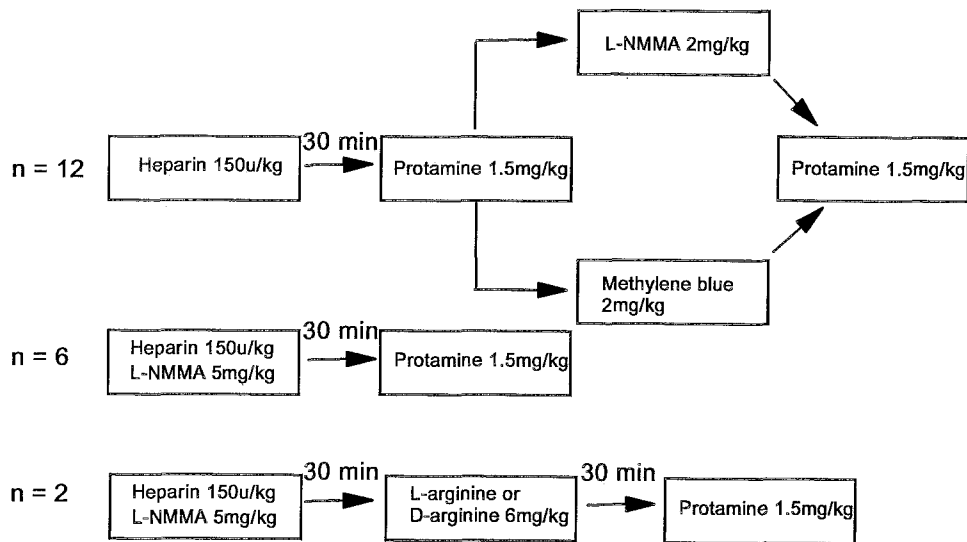 L-NMMA 2mg/kg
30 min
n = 12
Heparin 150u/kg
Protamine 1.5mg/kg
Protamine 1.5mg/kg
Methylene blue
2mg/kg
30 min
n = 6
Heparin 150u/kg
L-NMMA 5mg/kg
Protamine 1.5mg/kg
30 min
30 min
n = 2
Heparin 150u/kg
L-NMMA 5mg/kg
L-arginine or
D-arginine 6mg/kg
Protamine 1.5mg/kg